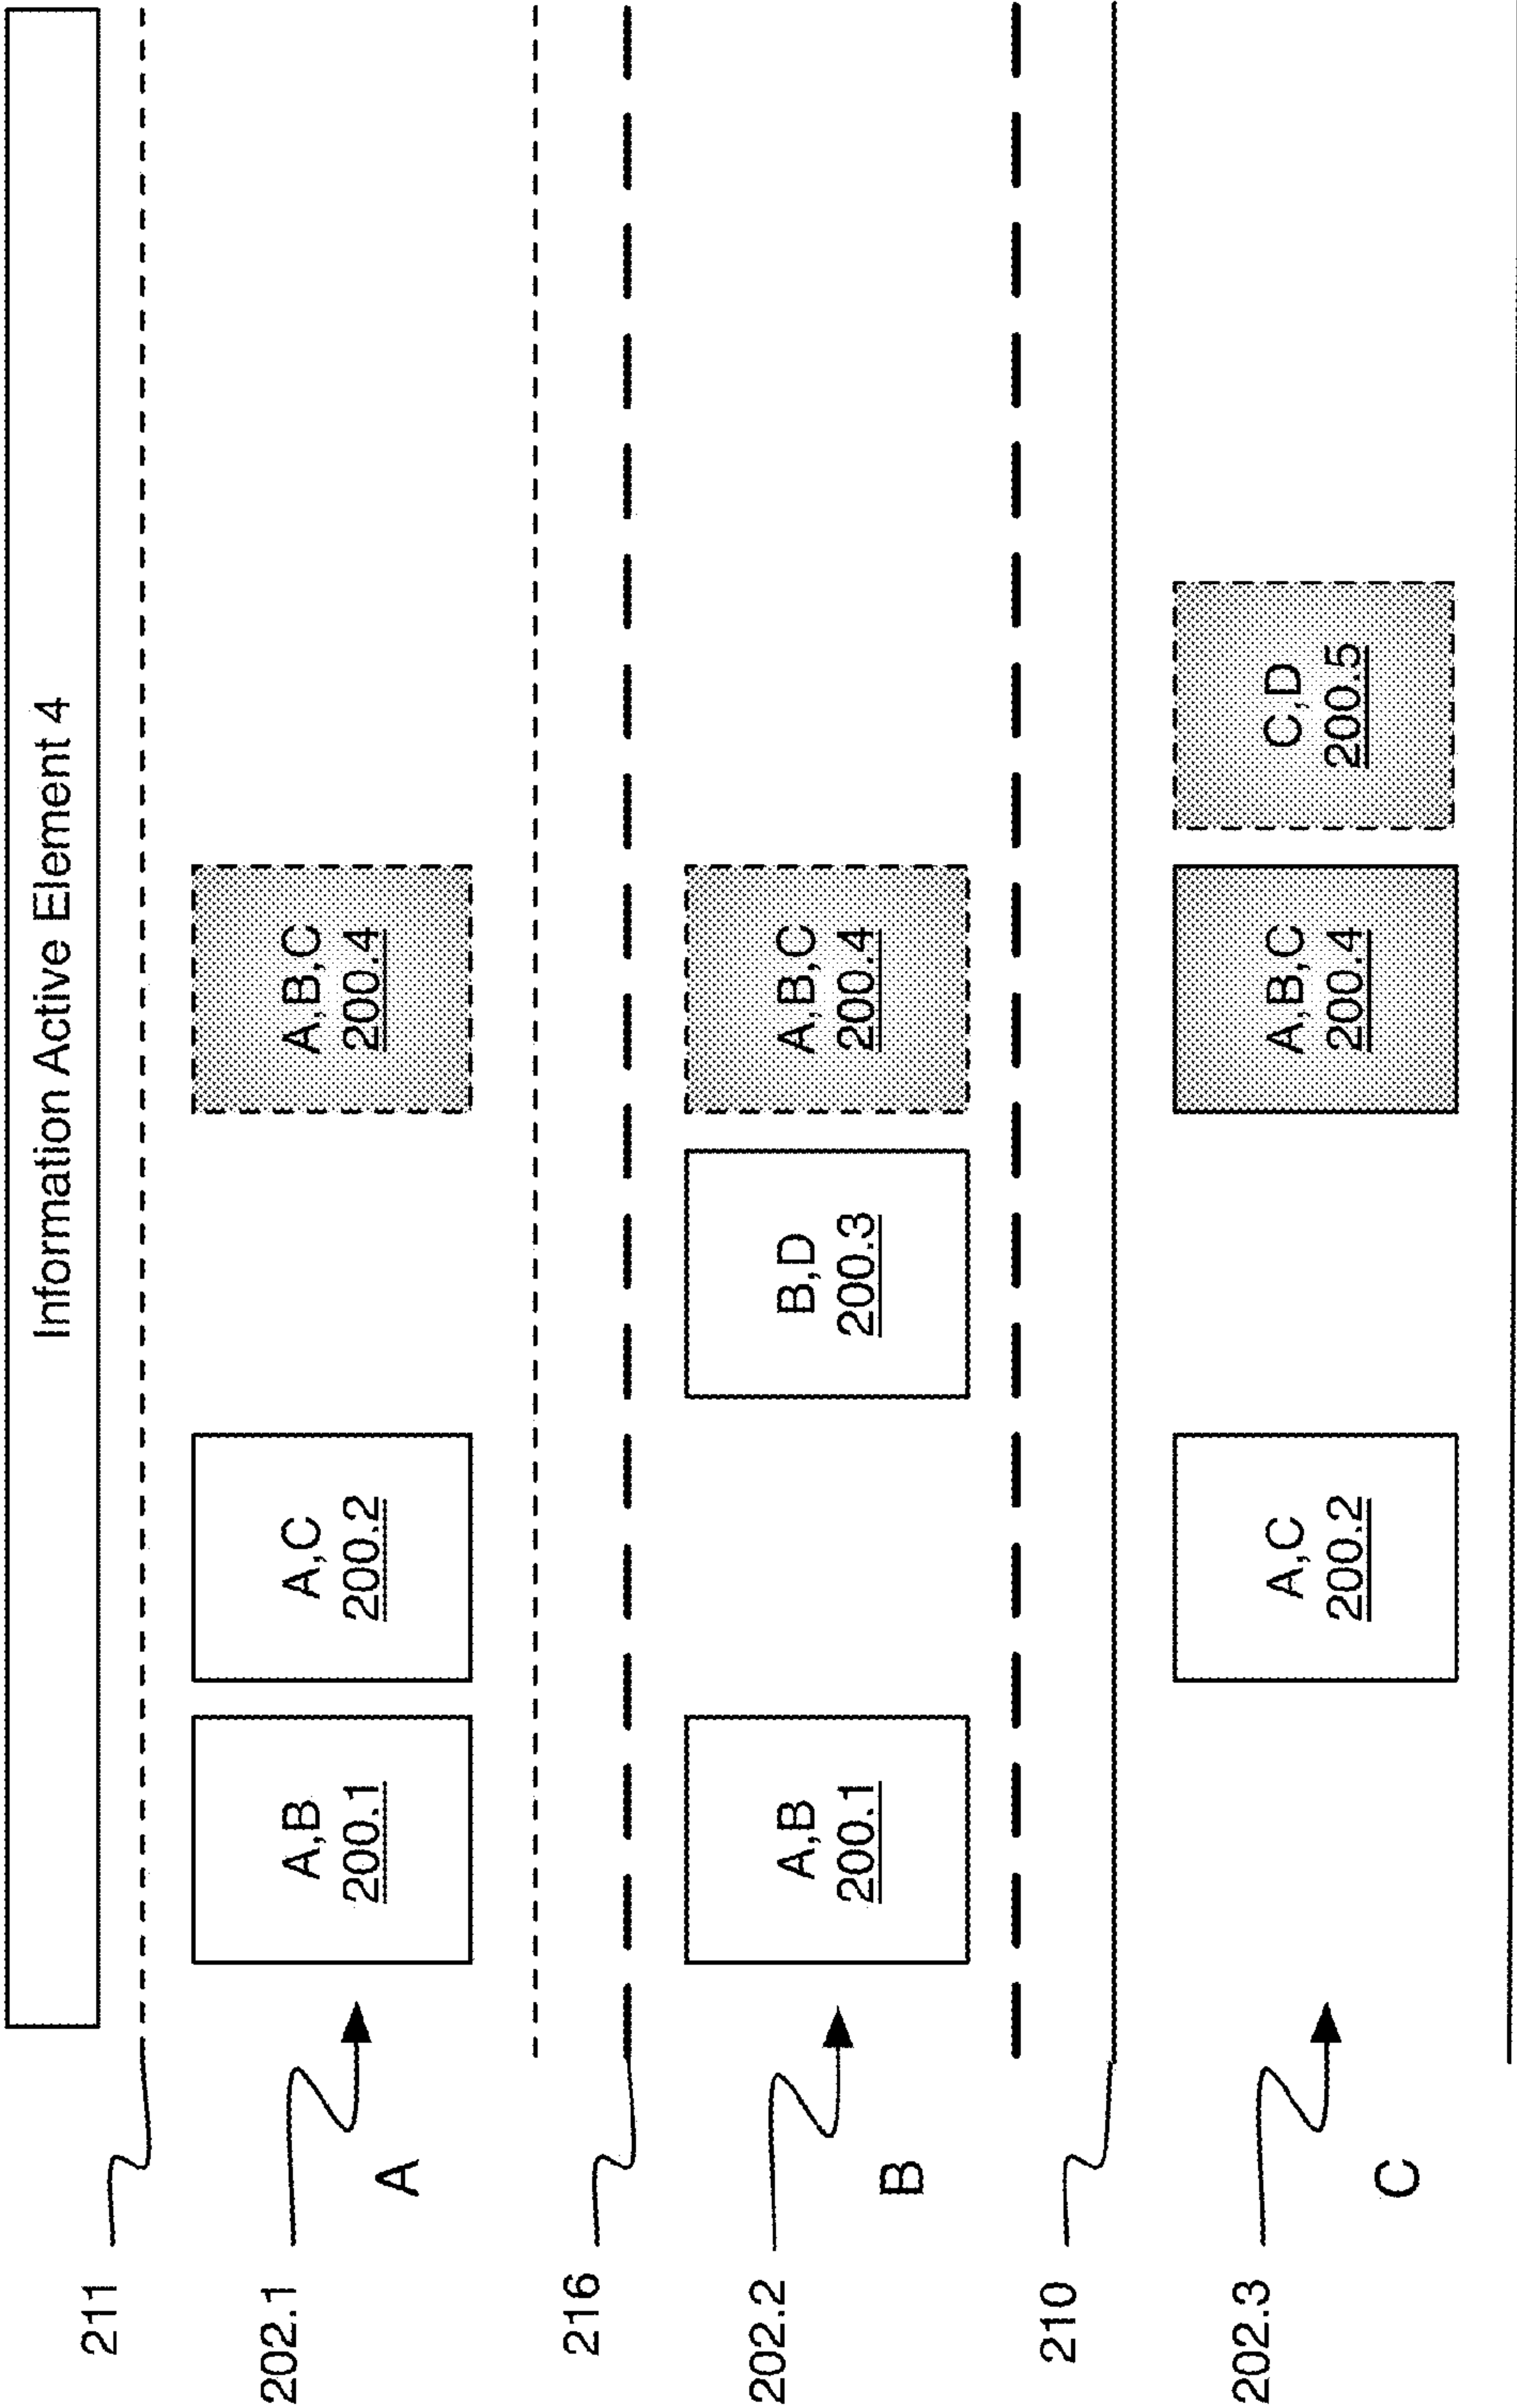 Information Active Element 4
211
202.1
A
A,B
200.1
A,C
200.2
A,B,C
200.4
216
202.2
B
A,B
200.1
B,D
200.3
A,B,C
200.4
210
202.3
C
A,C
200.2
A,B,C
200.4
C,D
200.5